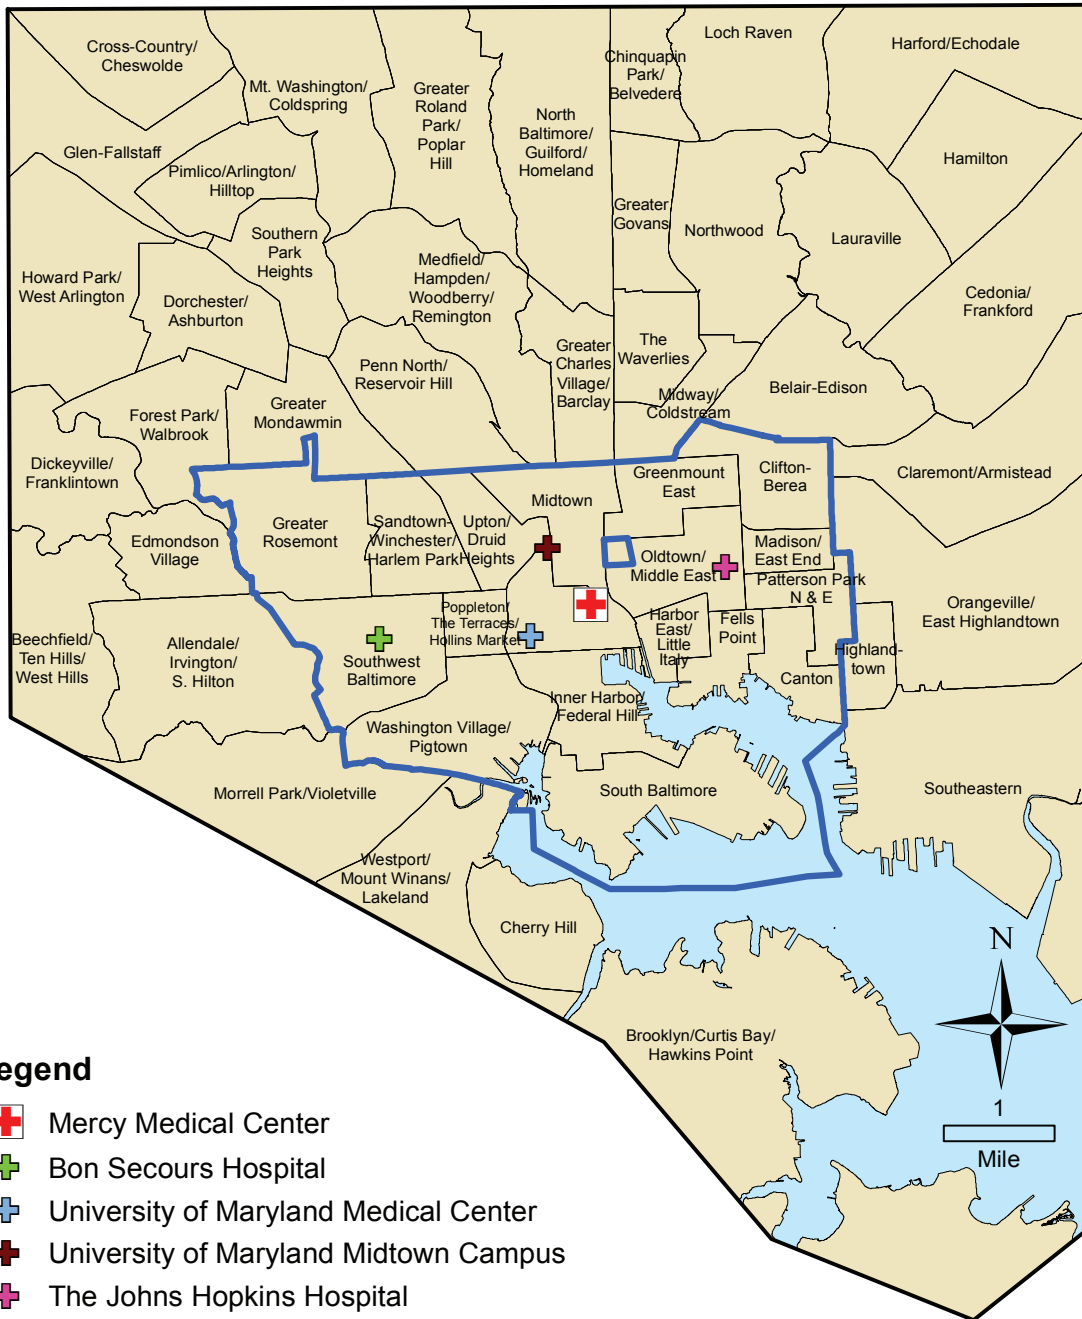 Cross-Country/
Cheswolde
Mt. Washington/
Coldspring
Greater
Roland
Park/
Poplar
Hill
North
Baltimore/
Guilford/
Homeland
Chinquapin
Park/
Belvedere
Loch Raven
Harford/Echodale
Glen-Fallstaff
Pimlico/Arlington/
Hilltop
Hamilton
Southern
Park
Heights
Greater
Govans
Northwood
Lauraville
Howard Park/
West Arlington
Dorchester/
Ashburton
Medfield/
Hampden/
Woodberry/
Remington
Cedonia/
Frankford
Penn North/
Reservoir Hill
Greater
Charles
Village/
Barclay
The
Waverlies
Midway/
Coldstream
Belair-Edison
Forest Park/
Walbrook
Greater
Mondawmin
Dickeyville/
Franklintown
Greenmount
East
Clifton-
Berea
Claremont/Armistead
Edmondson
Village
Greater
Rosemont
Sandtown-
Winchester/
Harlem Park
Upton/
Druid
Heights
Midtown
Oldtown/
Middle East
Madison/
East End
Patterson Park
N & E
Orangeville/
East Highlandtown
Beechfield/
Ten Hills/
West Hills
Allendale/
Irvington/
S. Hilton
Southwest
Baltimore
Poppleton/
The Terraces/
Hollins Market
Harbor
East/
Little
Italy
Fells
Point
Canton
Highland-
town
Washington Village/
Pigtown
Inner Harbor/
Federal Hill
Morrell Park/Violetville
South Baltimore
Southeastern
Westport/
Mount Winans/
Lakeland
Cherry Hill
Brooklyn/Curtis Bay/
Hawkins Point
N
1
Mile
egend
Mercy Medical Center
Bon Secours Hospital
University of Maryland Medical Center
University of Maryland Midtown Campus
The Johns Hopkins Hospital